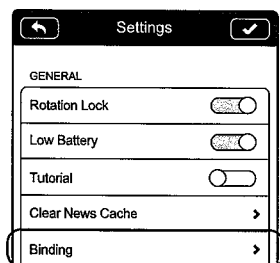 Settings
GENERAL
Rotation Lock
Low Battery
Tutorial
Clear News Cache
Binding